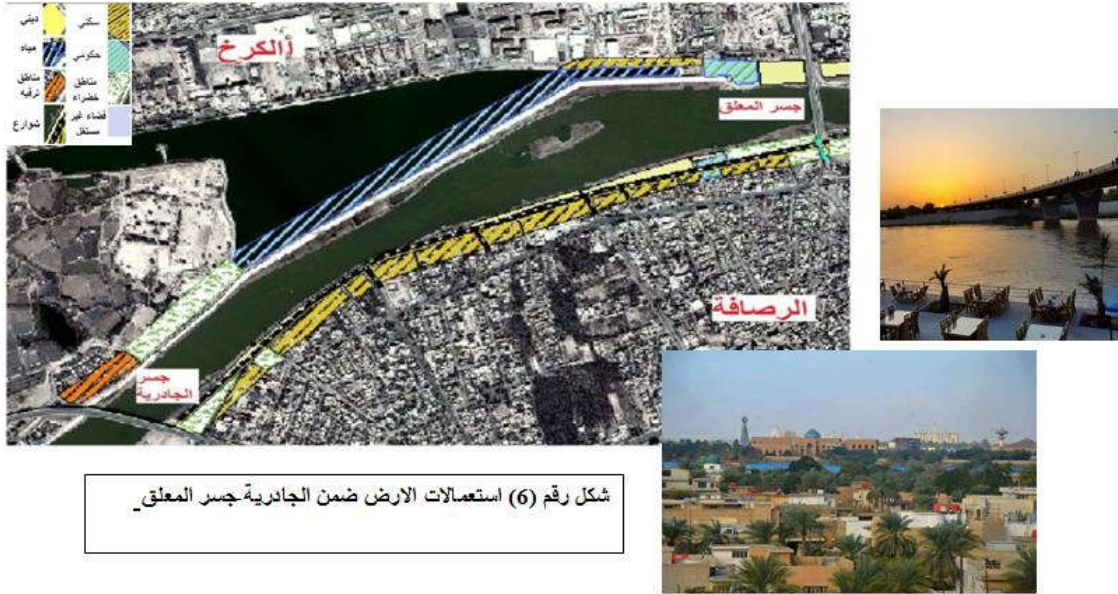 سكني
ديني
حكومي
مياه
مناطق
خضراء
مناطق
ترفيه
فضاء غير
مستغل
شوارع
الكرخ
جسر المعلق
الرصافة
جسر
الجادرية
شكل رقم (6) استعمالات الارض ضمن الجادرية-جسر المعلق_